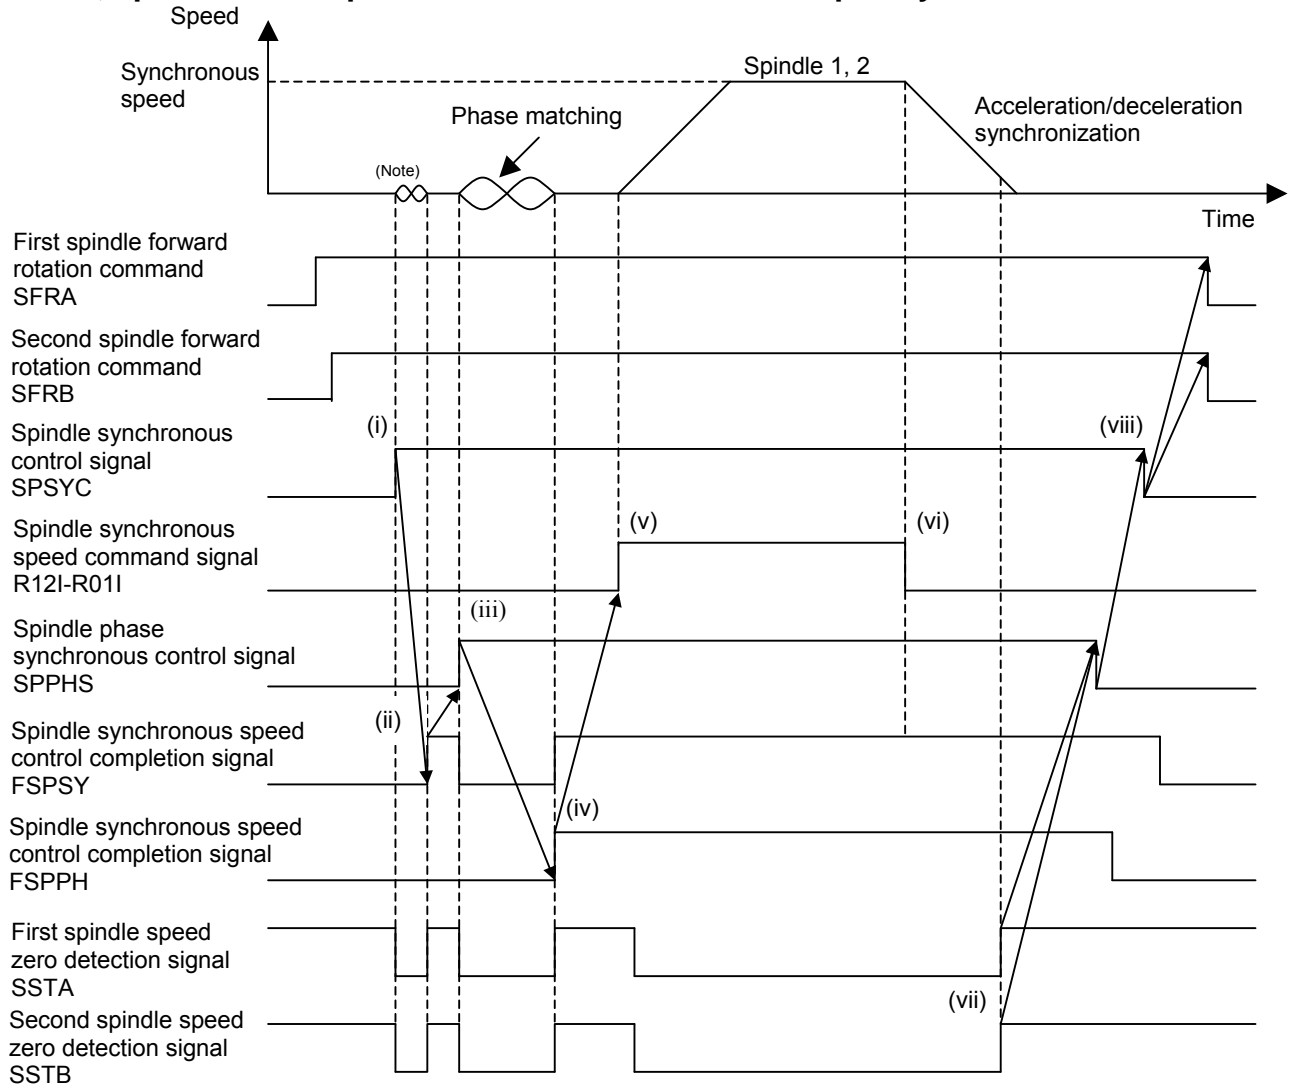 Speed
Synchronous
speed
Spindle 1, 2
Phase matching
Acceleration/deceleration
synchronization
(Note)
Time
First spindle forward
rotation command
SFRA
Second spindle forward
rotation command
SFRB
(i)
(viii)
Spindle synchronous
control signal
SPSYC
Spindle synchronous
speed command signal
R12I-R01I
(v)
(vi)
(iii)
Spindle phase
synchronous control signal
SPPHS
(ii)
Spindle synchronous speed
control completion signal
FSPSY
(iv)
Spindle synchronous speed
control completion signal
FSPPH
First spindle speed
zero detection signal
SSTA
(vii)
Second spindle speed
zero detection signal
SSTB